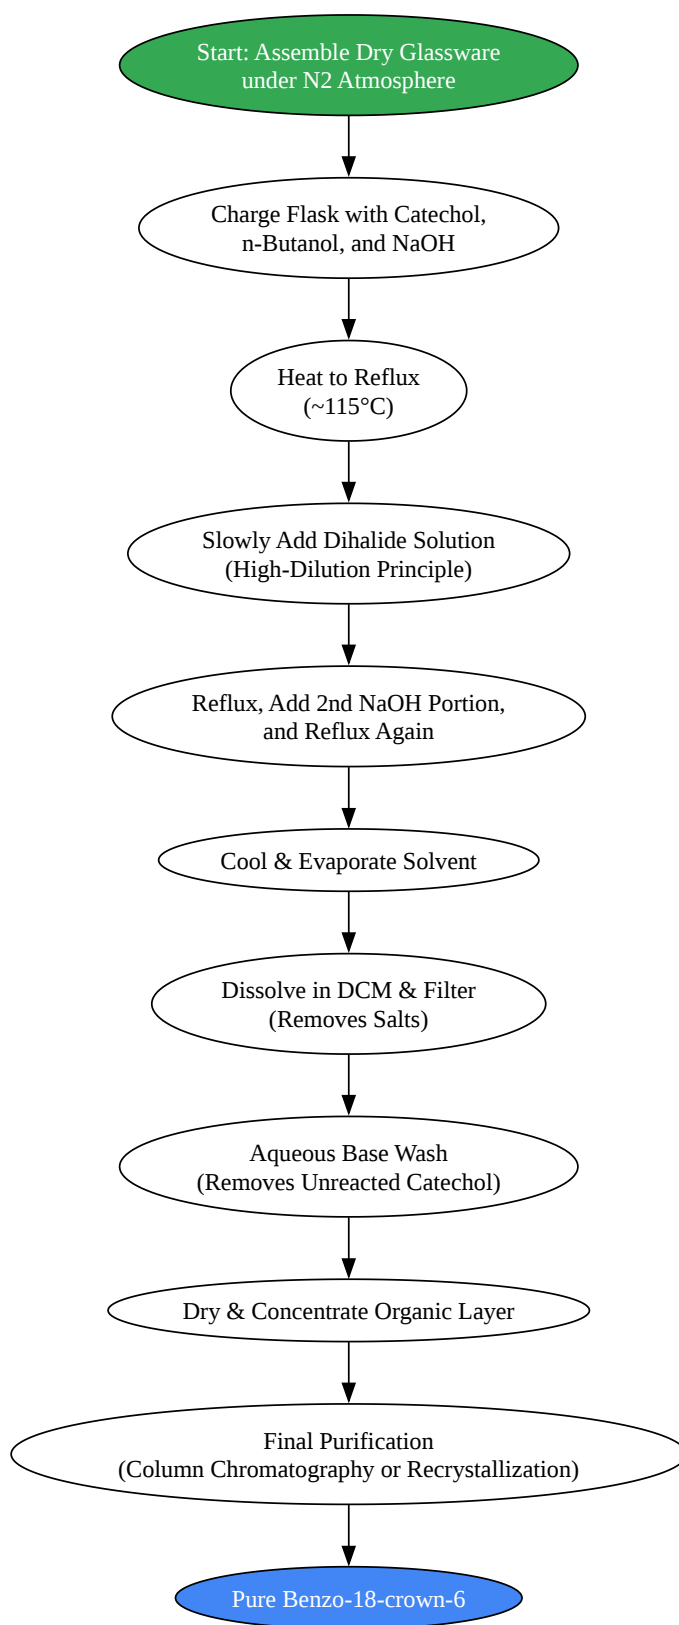 Start: Assemble Dry Glassware
under N2 Atmosphere
Charge Flask with Catechol,
n-Butanol, and NaOH
Heat to Reflux
(~115°C)
Slowly Add Dihalide Solution
(High-Dilution Principle)
Reflux, Add 2nd NaOH Portion,
and Reflux Again
Cool & Evaporate Solvent
Dissolve in DCM & Filter
(Removes Salts)
Aqueous Base Wash
(Removes Unreacted Catechol)
Dry & Concentrate Organic Layer
Final Purification
(Column Chromatography or Recrystallization)
Pure Benzo-18-crown-6